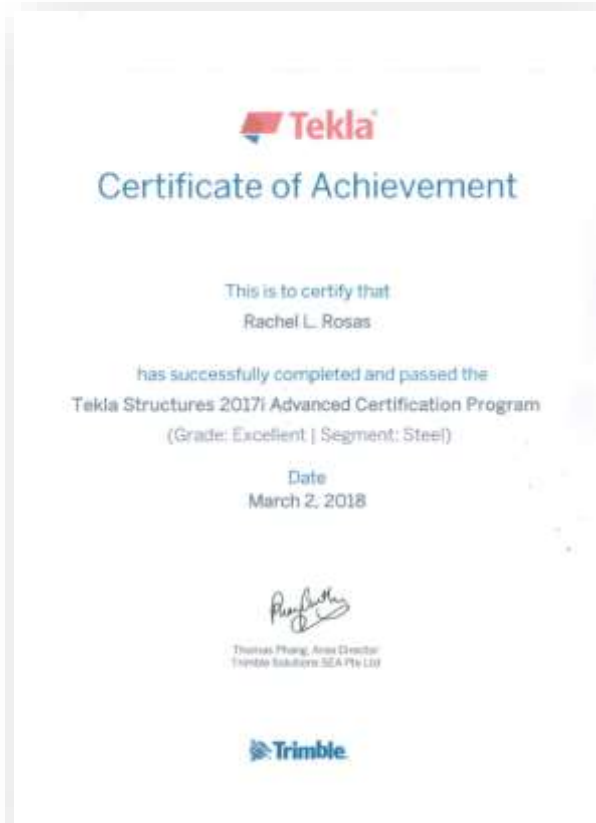 Tekla
Certificate of Achievement
This is to certify that
Rachel L. Rosas
has successfully completed and passed the
Tekla Structures 2017i Advanced Certification Program
(Grade: Excellent | Segment: Steel)
Date
March 2, 2018
Thomas Phang, Area Director
Trimble Solutions SEA Pte Ltd
Trimble